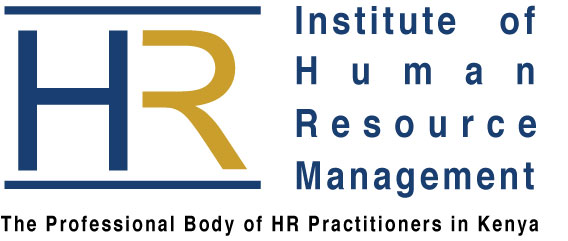 HR
Institute of
Human
Resource
Management
The Professional Body of HR Practitioners in Kenya